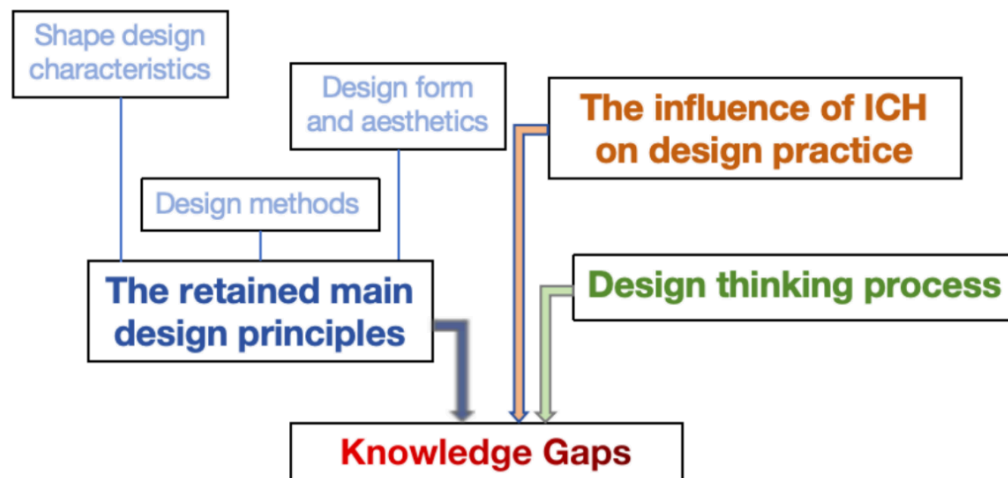 Shape design
characteristics
Design form
and aesthetics
The influence of ICH
on design practice
Design methods
The retained main
design principles
Design thinking process
Knowledge Gaps